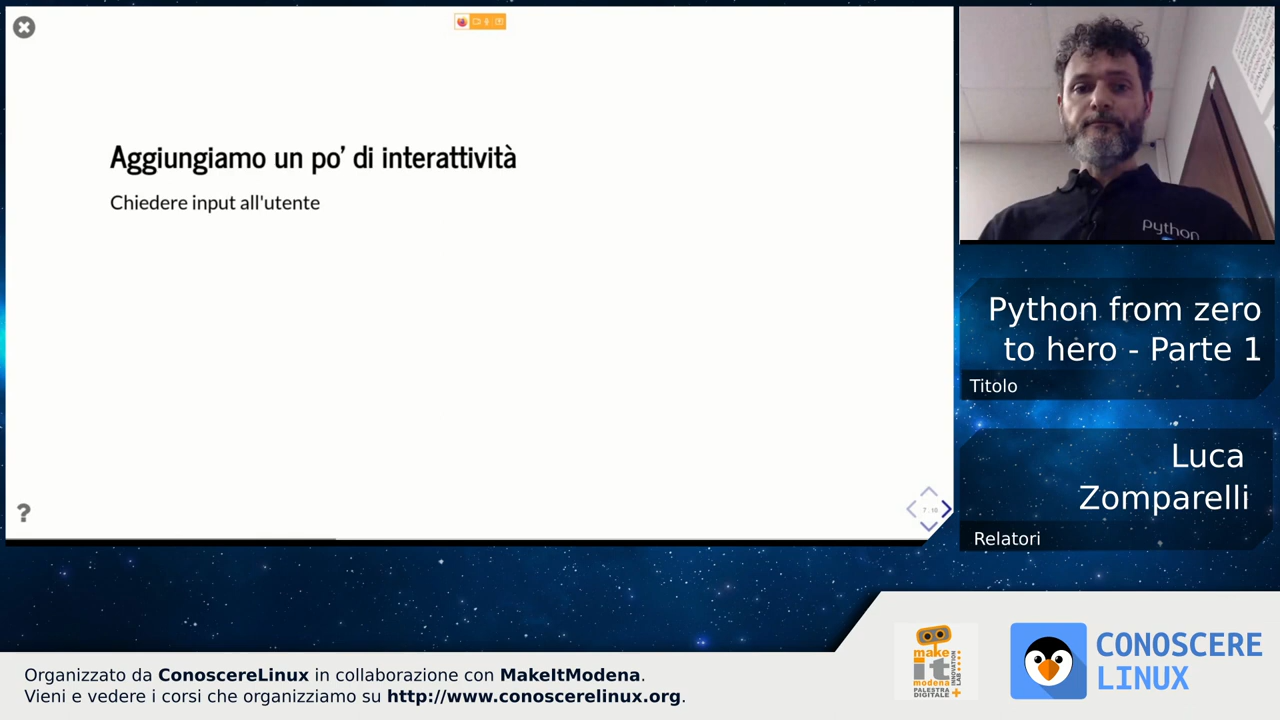 Aggiungiamo un po’ di interattività
Chiedere input all'utente
?
python
Python from zero
to hero - Parte 1
Titolo
Luca
Zomparelli
Relatori
make
it
modena
PALESTRA
DIGITALE
INNOVATION
LAB
CONOSCERE
LINUX
Organizzato da ConoscereLinux in collaborazione con MakeItModena.
Vieni e vedere i corsi che organizziamo su http://www.conoscerelinux.org.